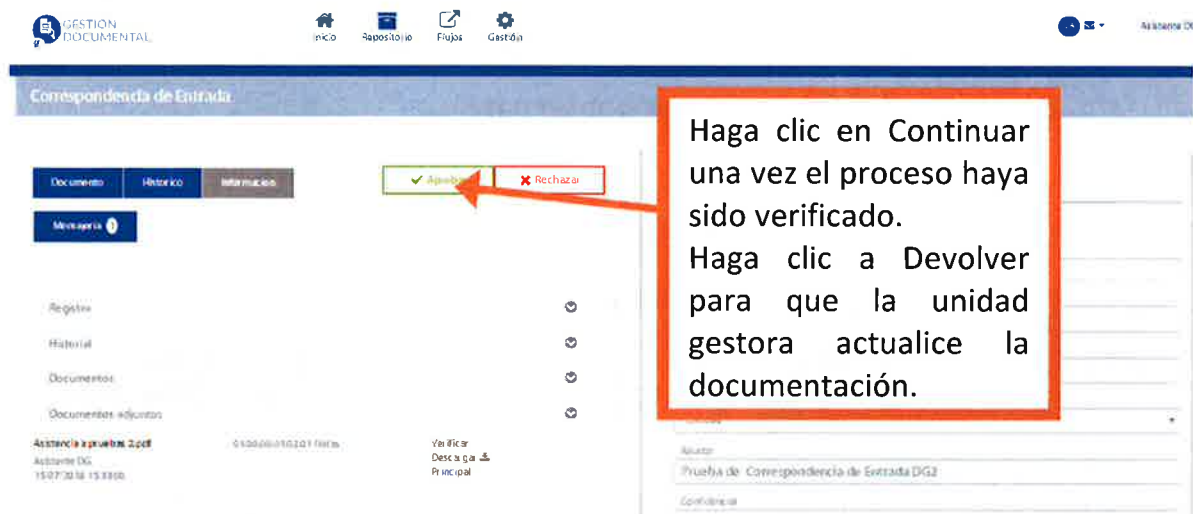 GESTION
DOCUMENTAL
Inicio
Repositorio
Flujos
Gestión
Asistente DG
Correspondencia de Entrada
Documento
Historico
Informacion
Rechazar
Mensajeria
Haga clic en Continuar
una vez el proceso haya
sido verificado.
Haga clic a Devolver
para que la unidad
gestora actualice la
documentación.
Registro
Historial
Documentos
Documentos adjuntos
Asistencia a pruebas 2.pdf
Verificar
Asistente DG
Descargar
Principal
Asunto
Prueba de Correspondencia de Entrada DG2
Confidencial